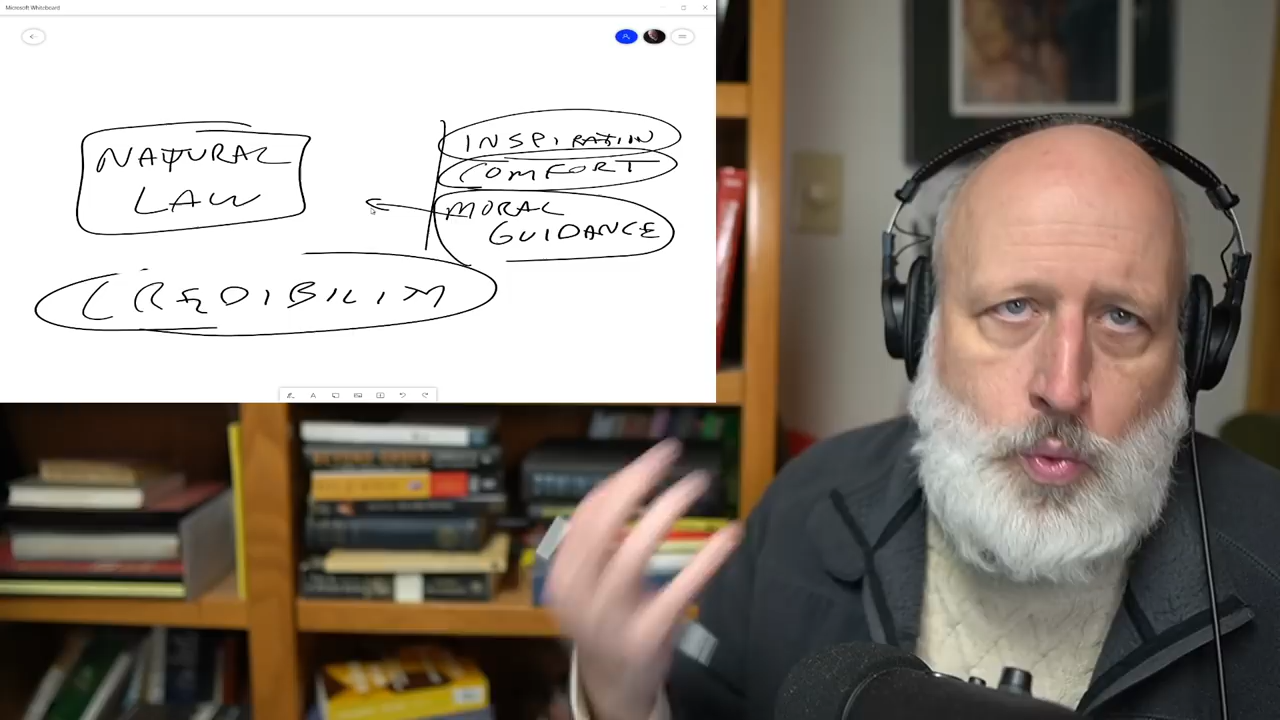 Microsoft Whiteboard
NATURAL
LAW
INSPIRATION
COMFORT
MORAL
GUIDANCE
CREDIBILITY